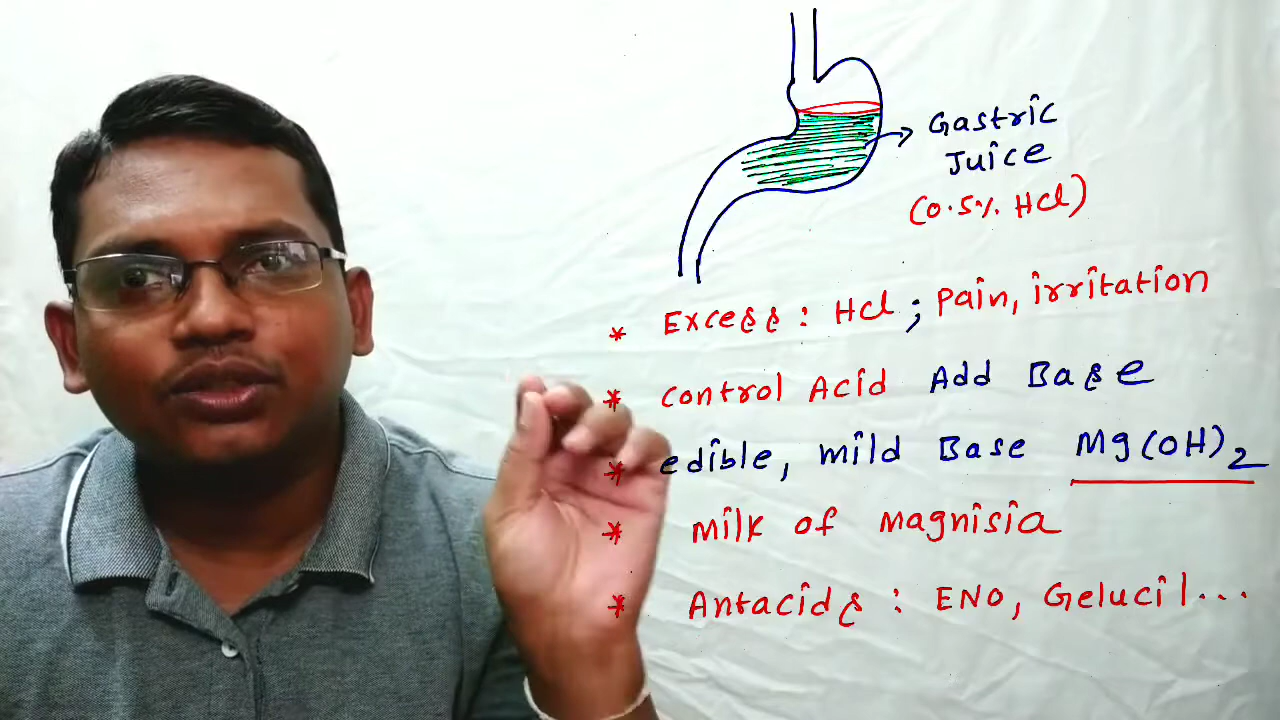 Gastric
Juice
(0.5% HCl)
* Excess : HCl ; Pain, irritation
* Control Acid Add Base
* edible, mild Base Mg(OH)2
* Milk of Magnisia
* Antacids : ENO, Gelucil...